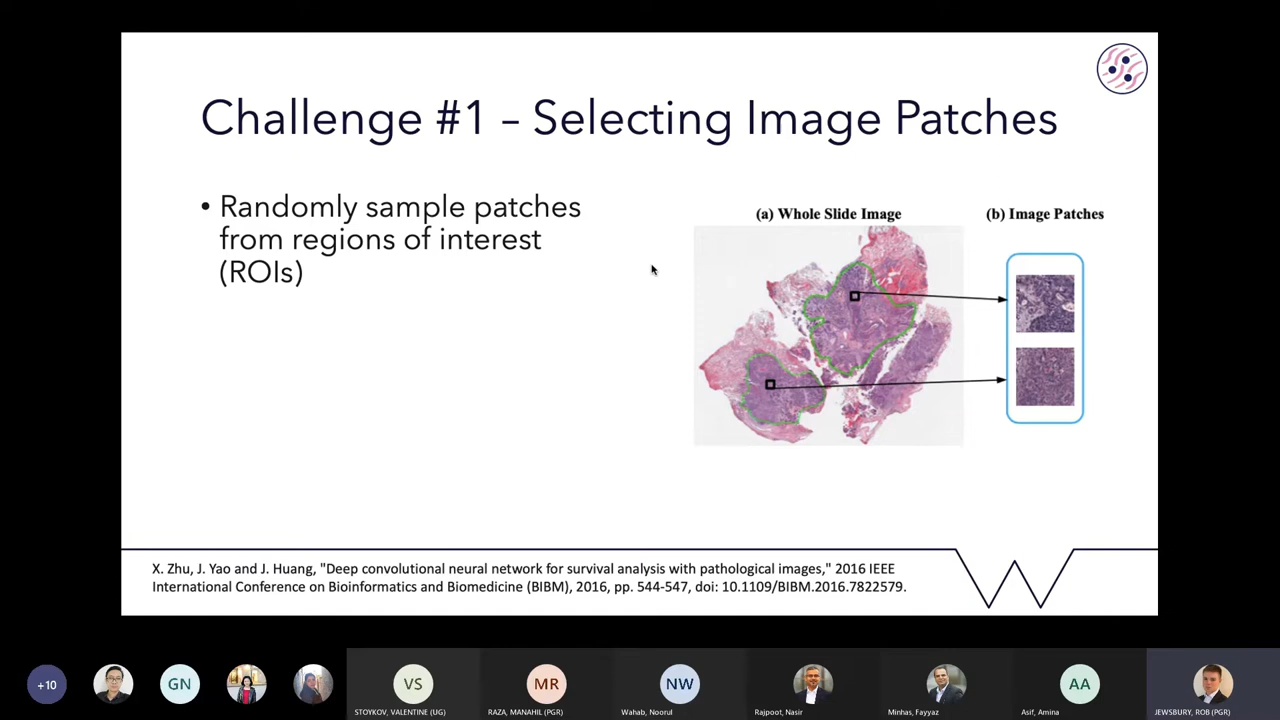 Challenge #1 – Selecting Image Patches
• Randomly sample patches
from regions of interest
(ROIs)
(a) Whole Slide Image
(b) Image Patches
X. Zhu, J. Yao and J. Huang, "Deep convolutional neural network for survival analysis with pathological images," 2016 IEEE
International Conference on Bioinformatics and Biomedicine (BIBM), 2016, pp. 544-547, doi: 10.1109/BIBM.2016.7822579.
+10
GN
VS
MR
NW
AA
STOYKOV, VALENTINE (UG)
RAZA, MANAHIL (PGR)
Wahab, Noorul
Rajpoot, Nasir
Minhas, Fayyaz
Asif, Amina
JEWSBURY, ROB (PGR)